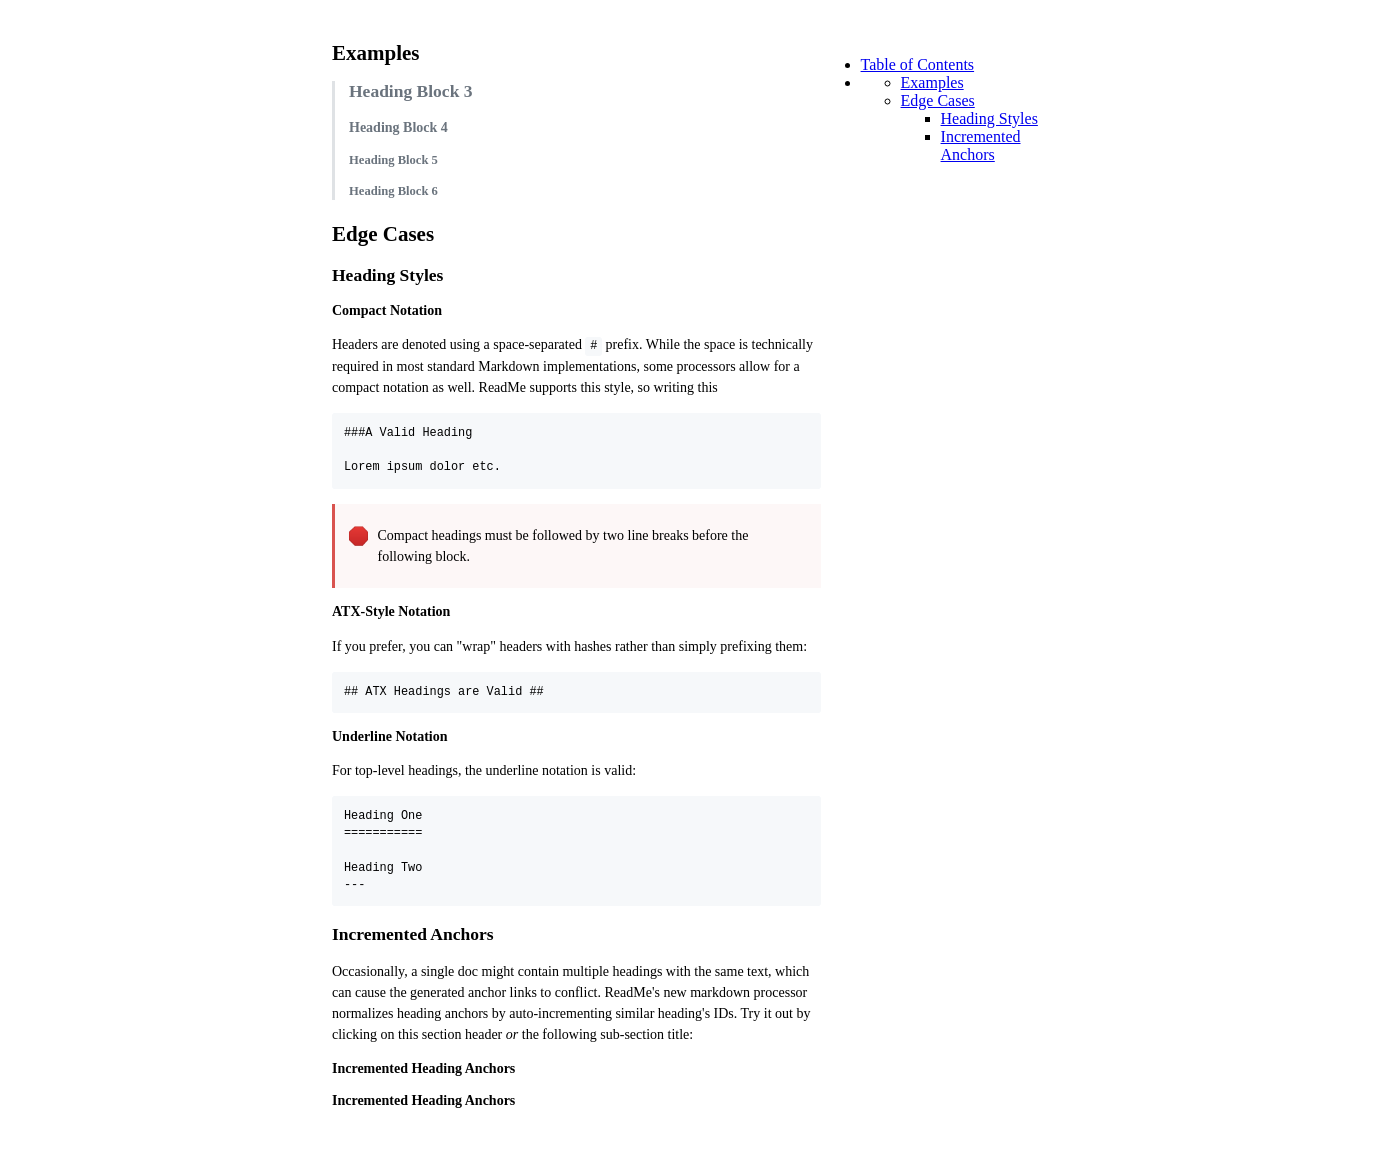 Examples
Heading Block 3
Heading Block 4
Heading Block 5
Heading Block 6
Edge Cases
Heading Styles
Compact Notation
Headers are denoted using a space-separated # prefix. While the space is technically
required in most standard Markdown implementations, some processors allow for a
compact notation as well. ReadMe supports this style, so writing this
###A Valid Heading
Lorem ipsum dolor etc.
Compact headings must be followed by two line breaks before the
following block.
ATX-Style Notation
If you prefer, you can "wrap" headers with hashes rather than simply prefixing them:
## ATX Headings are Valid ##
Underline Notation
For top-level headings, the underline notation is valid:
Heading One
===========
Heading Two
---
Incremented Anchors
Occasionally, a single doc might contain multiple headings with the same text, which
can cause the generated anchor links to conflict. ReadMe's new markdown processor
normalizes heading anchors by auto-incrementing similar heading's IDs. Try it out by
clicking on this section header or the following sub-section title:
Incremented Heading Anchors
Incremented Heading Anchors
Table of Contents
Examples
Edge Cases
Heading Styles
Incremented
Anchors